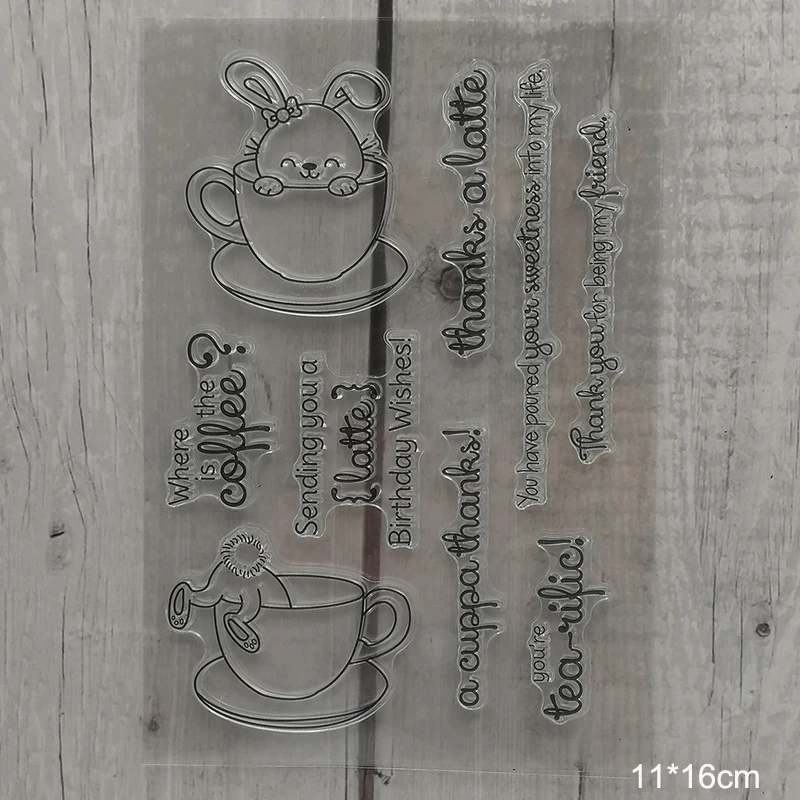 thanks a latte
You have poured your sweetness into my life.
Thank you for being my friend.
Where
is the
coffee?
Sending you a
{latte}
Birthday Wishes!
a cuppa thanks!
you're
tea-rific!
11*16cm